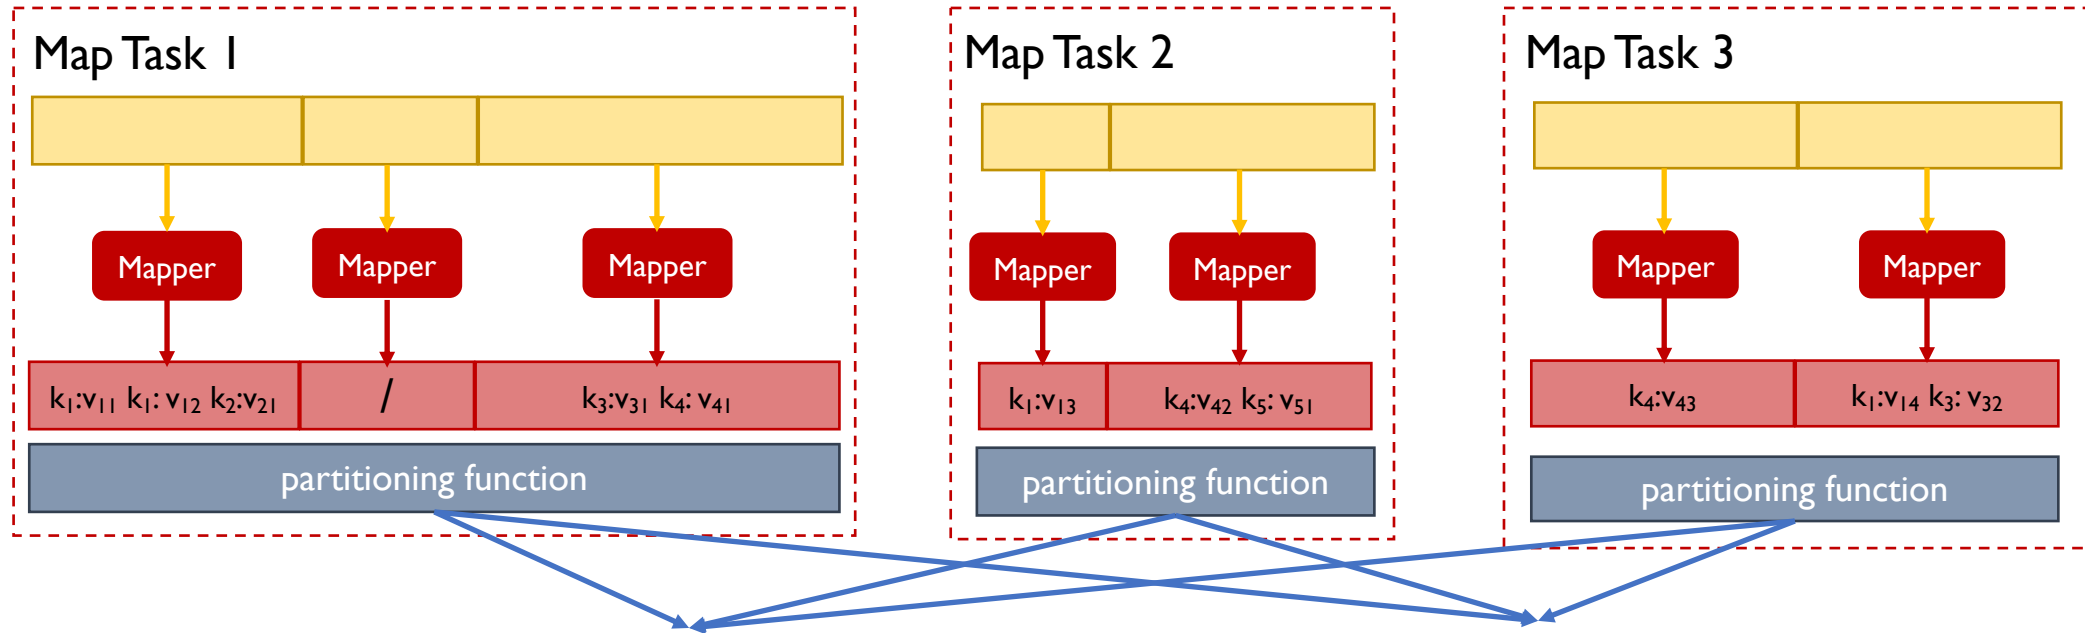 Map Task 1
Map Task 2
Map Task 3
Mapper
Mapper
Mapper
Mapper
Mapper
Mapper
Mapper
k₁:v₁₁ k₁: v₁₂ k₂:v₂₁
/
k₃:v₃₁ k₄: v₄₁
k₁:v₁₃
k₄:v₄₂ k₅: v₅₁
k₄:v₄₃
k₁:v₁₄ k₃: v₃₂
partitioning function
partitioning function
partitioning function